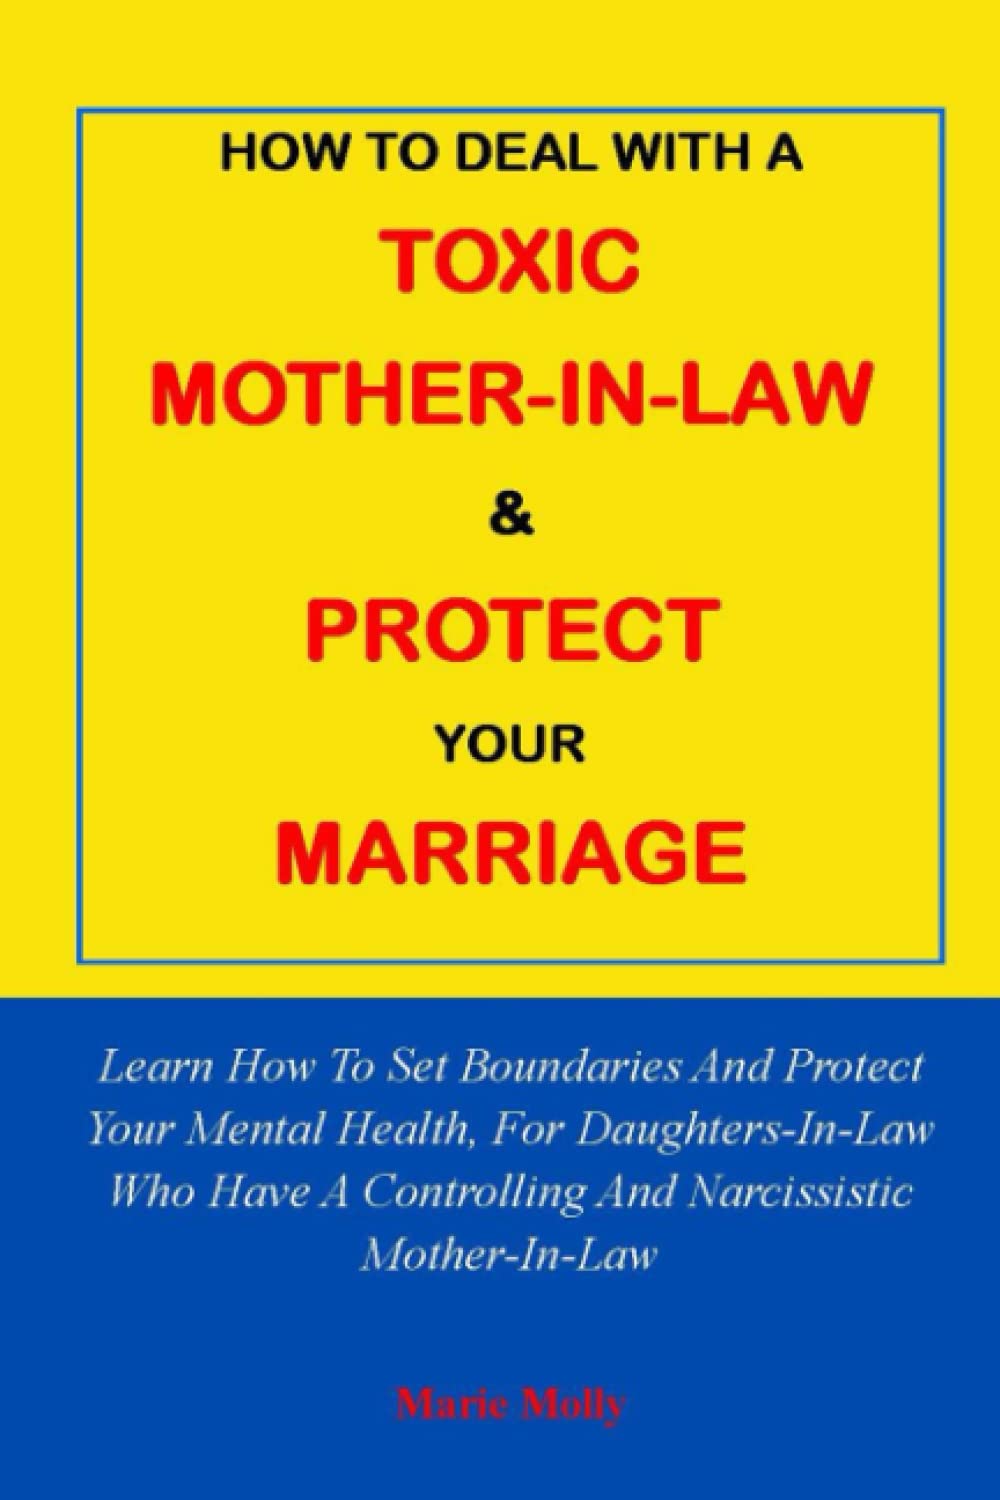 HOW TO DEAL WITH A
TOXIC
MOTHER-IN-LAW
&
PROTECT
YOUR
MARRIAGE
Learn How To Set Boundaries And Protect
Your Mental Health, For Daughters-In-Law
Who Have A Controlling And Narcissistic
Mother-In-Law
Marie Molly